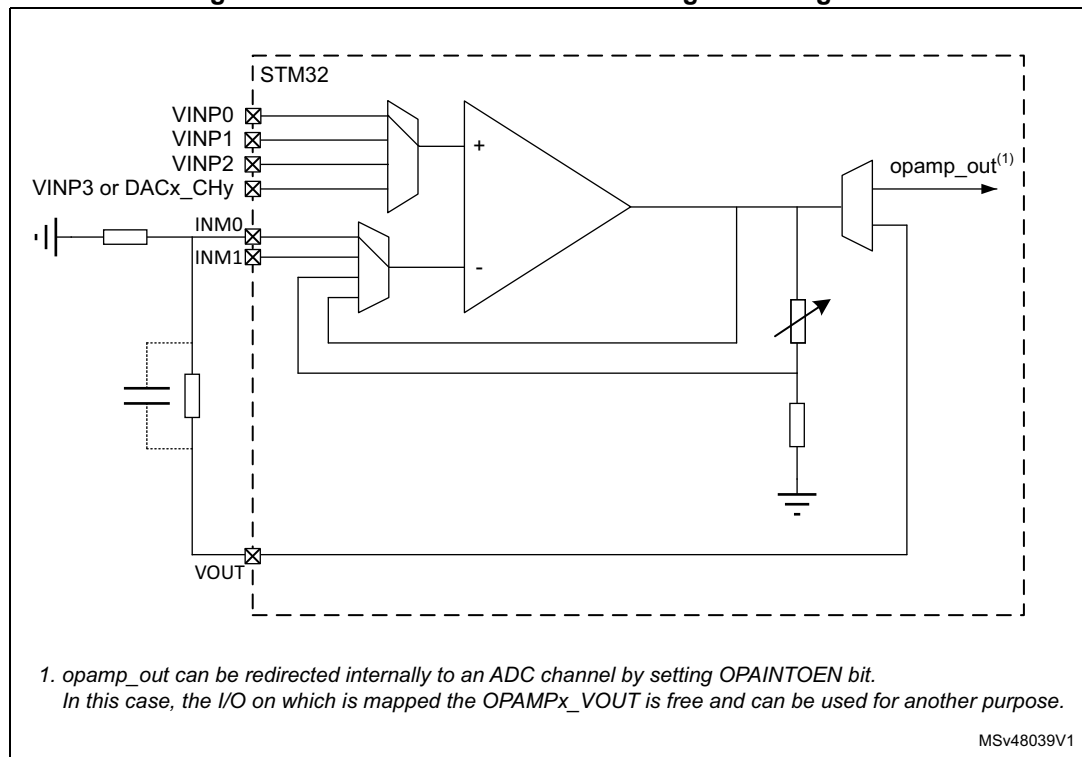 STM32
VINP0
VINP1
VINP2
VINP3 or DACx_CHy
INM0
INM1
+
-
opamp_out(1)
VOUT
1. opamp_out can be redirected internally to an ADC channel by setting OPAINTOEN bit.
In this case, the I/O on which is mapped the OPAMPx_VOUT is free and can be used for another purpose.
MSv48039V1